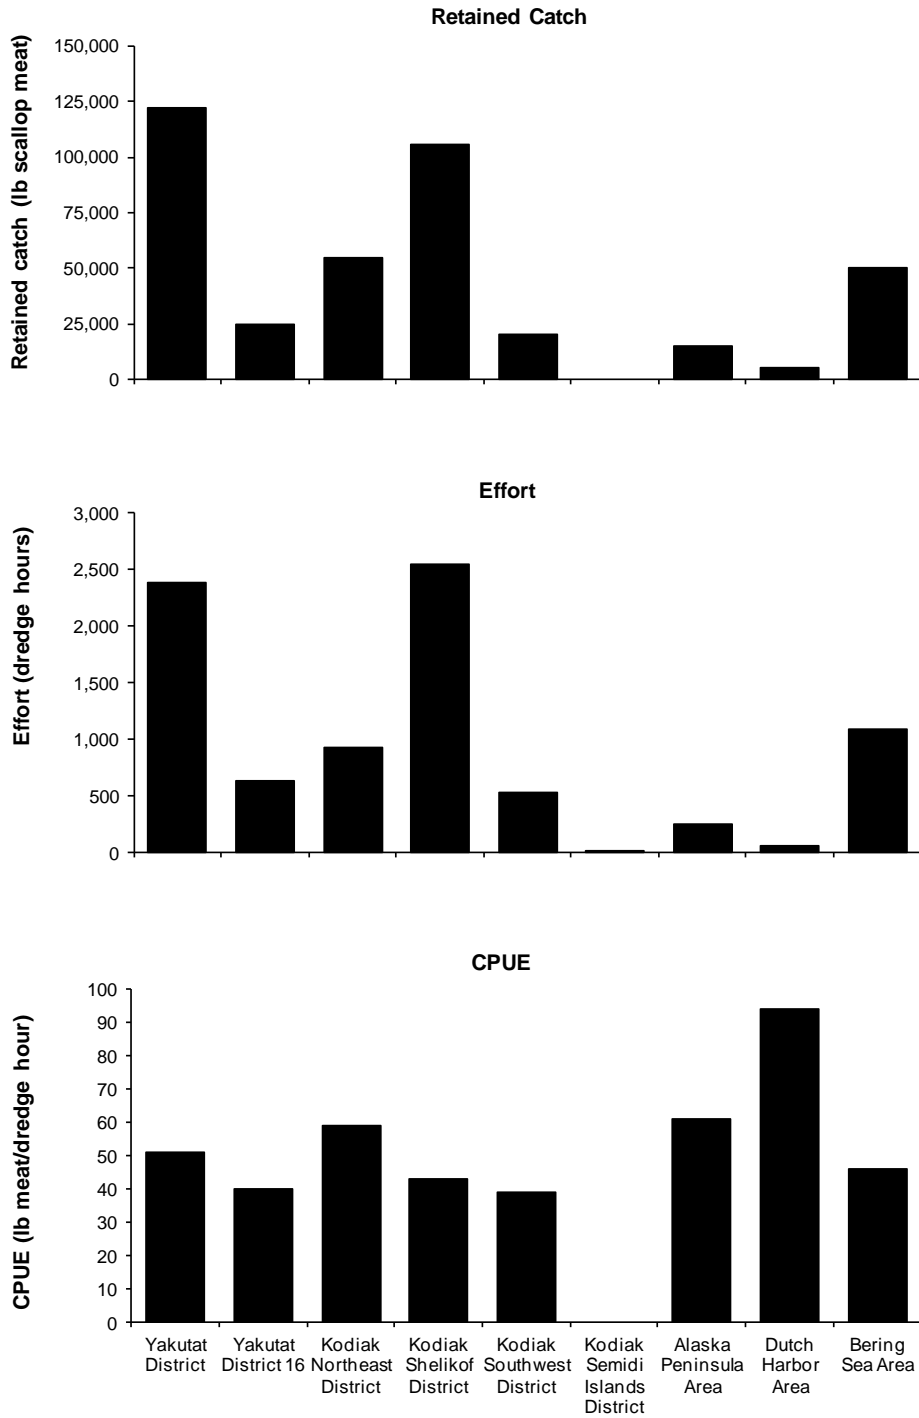 Retained Catch
Retained catch (lb scallop meat)
150,000
125,000
100,000
75,000
50,000
25,000
0
Effort
Effort (dredge hours)
3,000
2,500
2,000
1,500
1,000
500
0
CPUE
CPUE (lb meat/dredge hour)
100
90
80
70
60
50
40
30
20
10
0
Yakutat
District
Yakutat
District 16
Kodiak
Northeast
District
Kodiak
Shelikof
District
Kodiak
Southwest
District
Kodiak
Semidi
Islands
District
Alaska
Peninsula
Area
Dutch
Harbor
Area
Bering
Sea Area